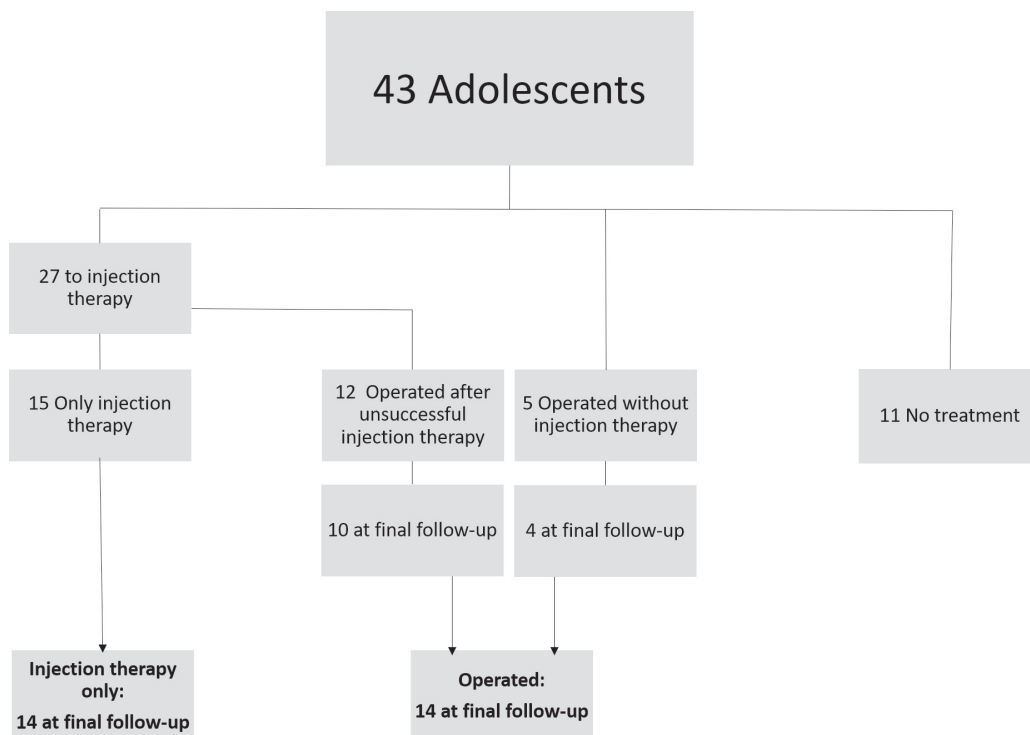 43 Adolescents
27 to injection
therapy
15 Only injection
therapy
12 Operated after
unsuccessful
injection therapy
5 Operated without
injection therapy
11 No treatment
10 at final follow-up
4 at final follow-up
Injection therapy
only:
14 at final follow-up
Operated:
14 at final follow-up